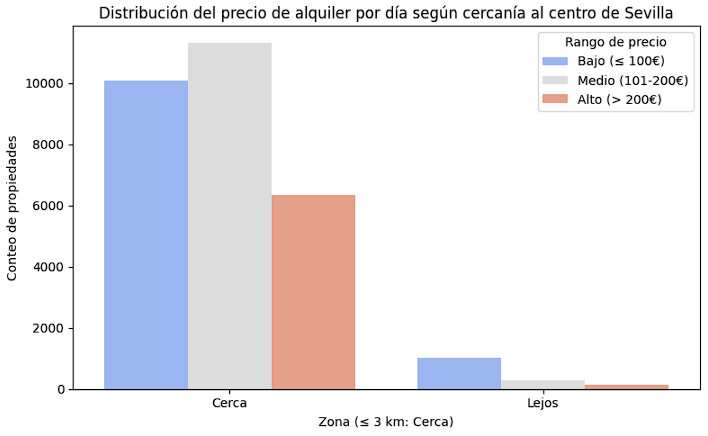 Distribución del precio de alquiler por día según cercanía al centro de Sevilla
Rango de precio
Bajo (≤ 100€)
Medio (101-200€)
Alto (> 200€)
Conteo de propiedades
10000
8000
6000
4000
2000
0
Cerca
Lejos
Zona (≤ 3 km: Cerca)